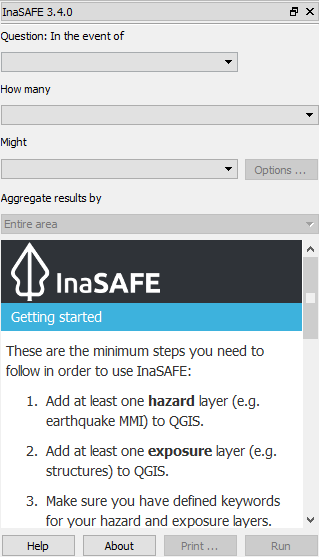 InaSAFE 3.4.0
Question: In the event of
How many
Might
Options ...
Aggregate results by
Entire area
InaSAFE
Getting started
These are the minimum steps you need to
follow in order to use InaSAFE:
1. Add at least one hazard layer (e.g.
earthquake MMI) to QGIS.
2. Add at least one exposure layer (e.g.
structures) to QGIS.
3. Make sure you have defined keywords
for your hazard and exposure layers.
Help About Print ... Run